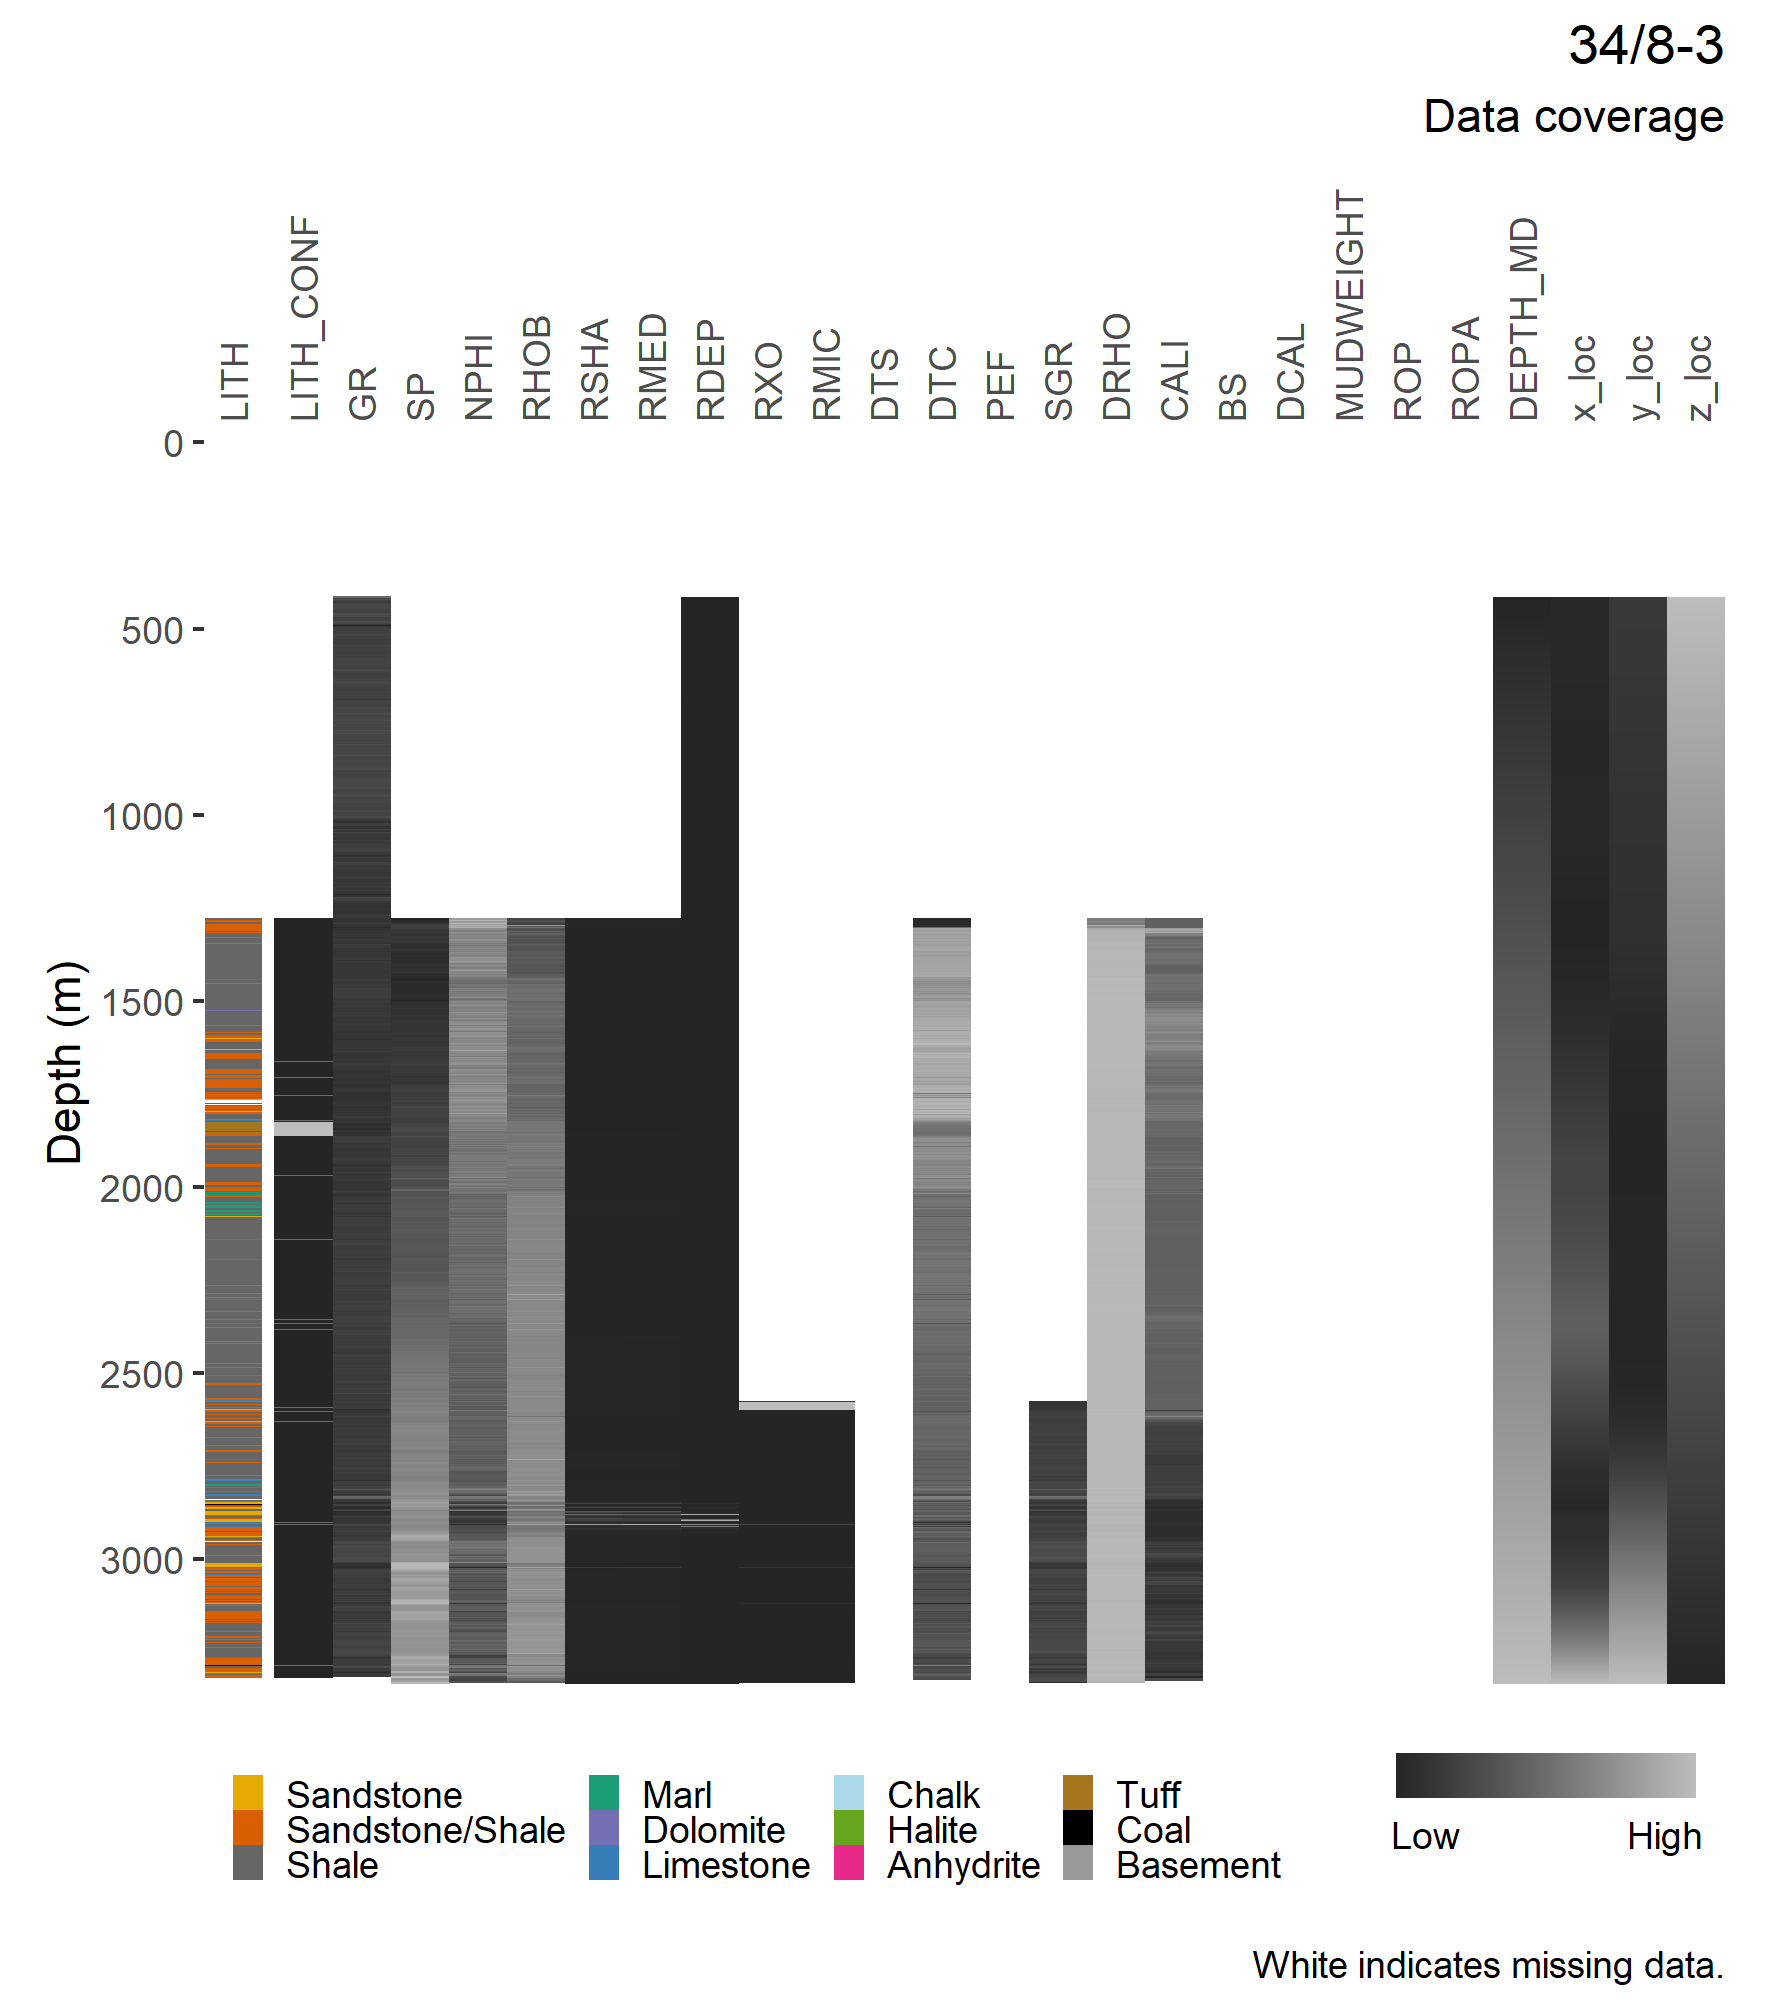 34/8-3
Data coverage
LITH
LITH_CONF
GR
SP
NPHI
RHOB
RSHA
RMED
RDEP
RXO
RMIC
DTS
DTC
PEF
SGR
DRHO
CALI
BS
DCAL
MUDWEIGHT
ROP
ROPA
DEPTH_MD
x_loc
y_loc
z_loc
Depth (m)
0
500
1000
1500
2000
2500
3000
Sandstone
Sandstone/Shale
Shale
Marl
Dolomite
Limestone
Chalk
Halite
Anhydrite
Tuff
Coal
Basement
Low High
White indicates missing data.